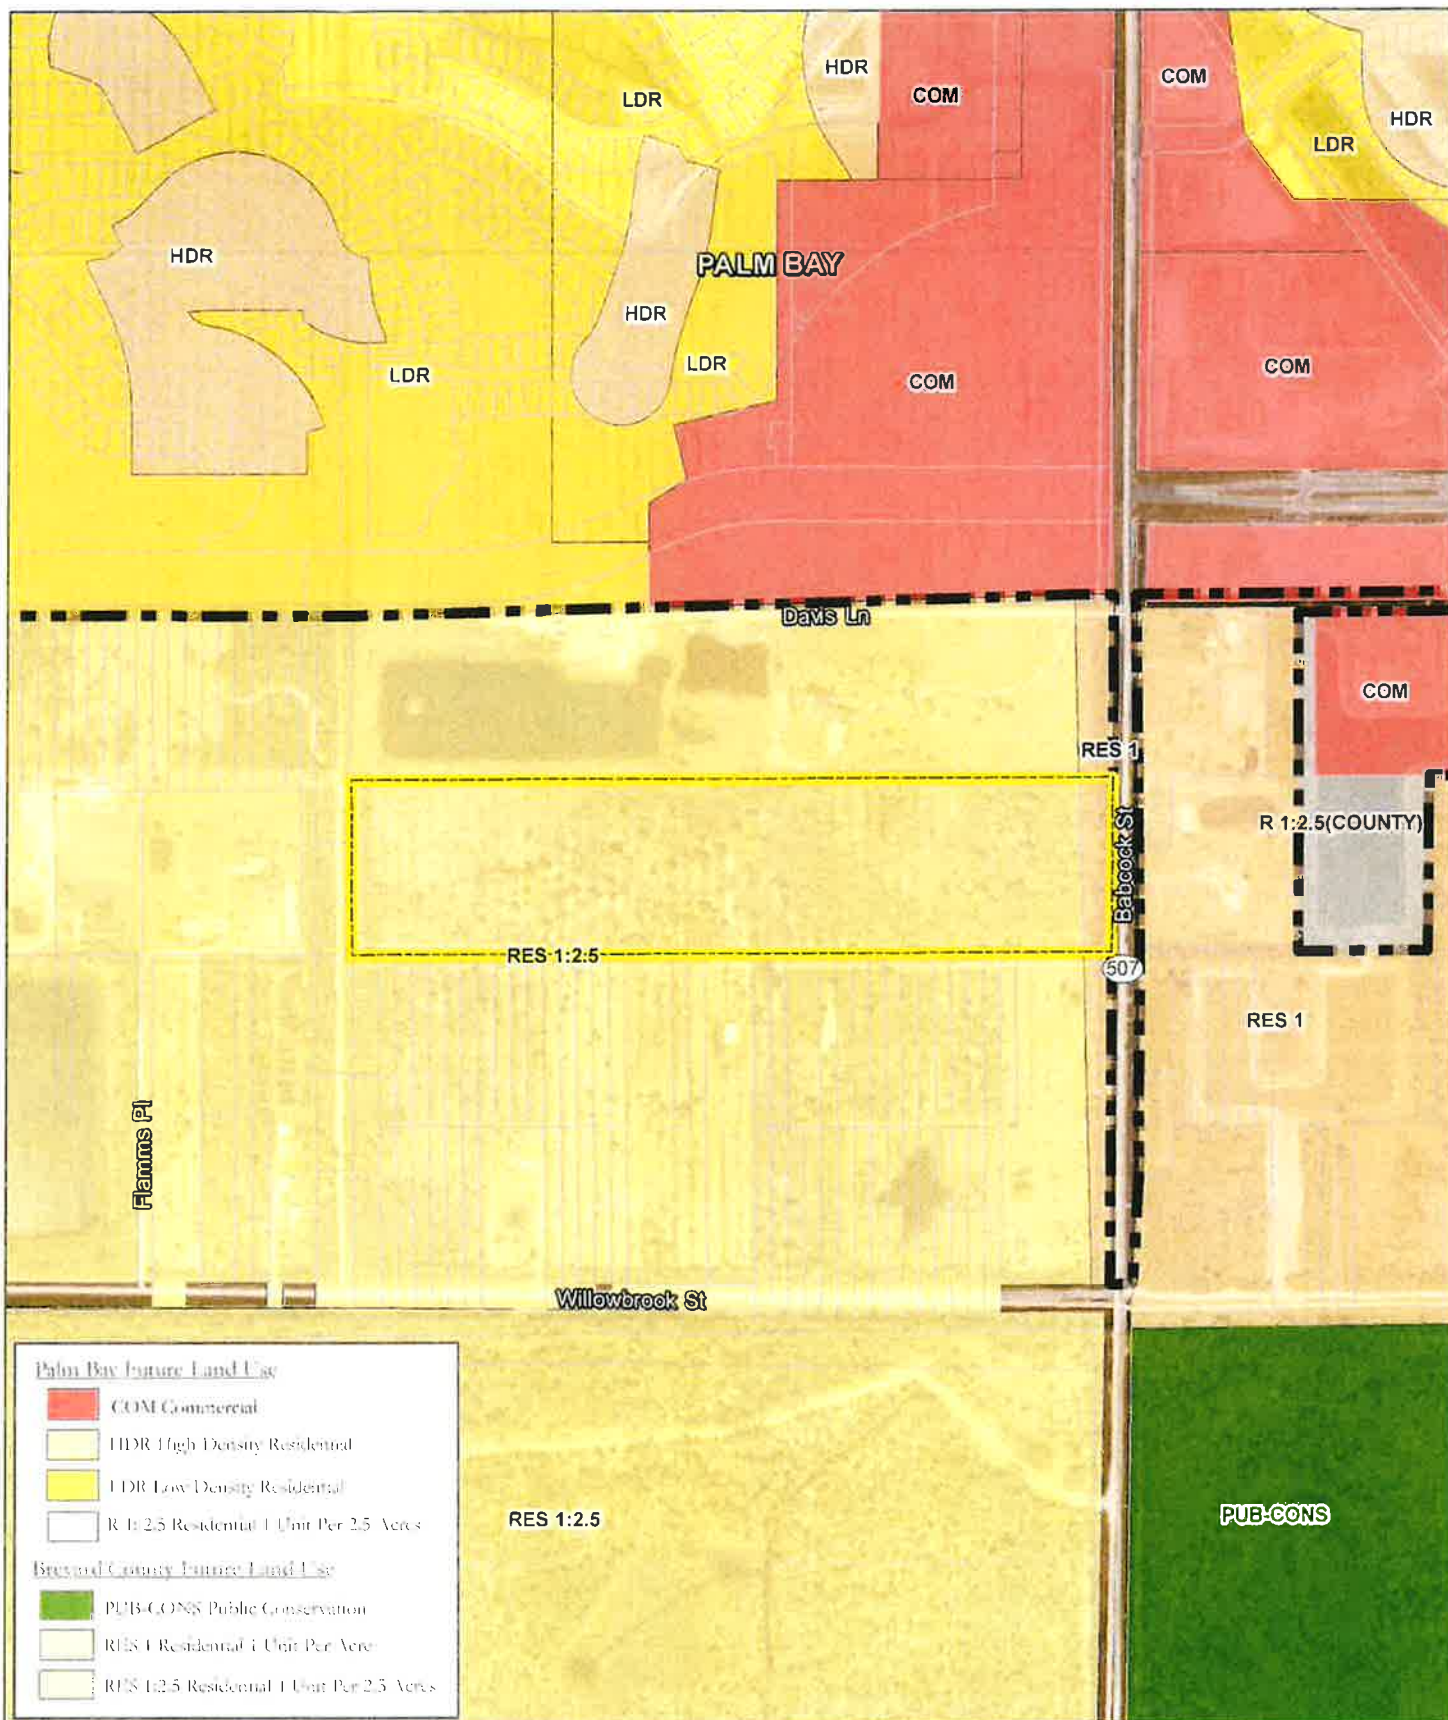 HDR
COM
COM
LDR
HDR
LDR
HDR
PALM BAY
HDR
LDR
LDR
COM
COM
Davis Ln
COM
RES 1
Babcock St
R 1:2.5(COUNTY)
RES 1:2.5
507
RES 1
Flamms Pl
Willowbrook St
RES 1:2.5
PUB-CONS
Palm Bay Future Land Use
COM Commercial
HDR High Density Residential
LDR Low Density Residential
R 1: 2.5 Residential 1 Unit Per 2.5 Acres
Brevard County Future Land Use
PUB-CONS Public Conservation
RES 1 Residential 1 Unit Per Acre
RES 1:2.5 Residential 1 Unit Per 2.5 Acres